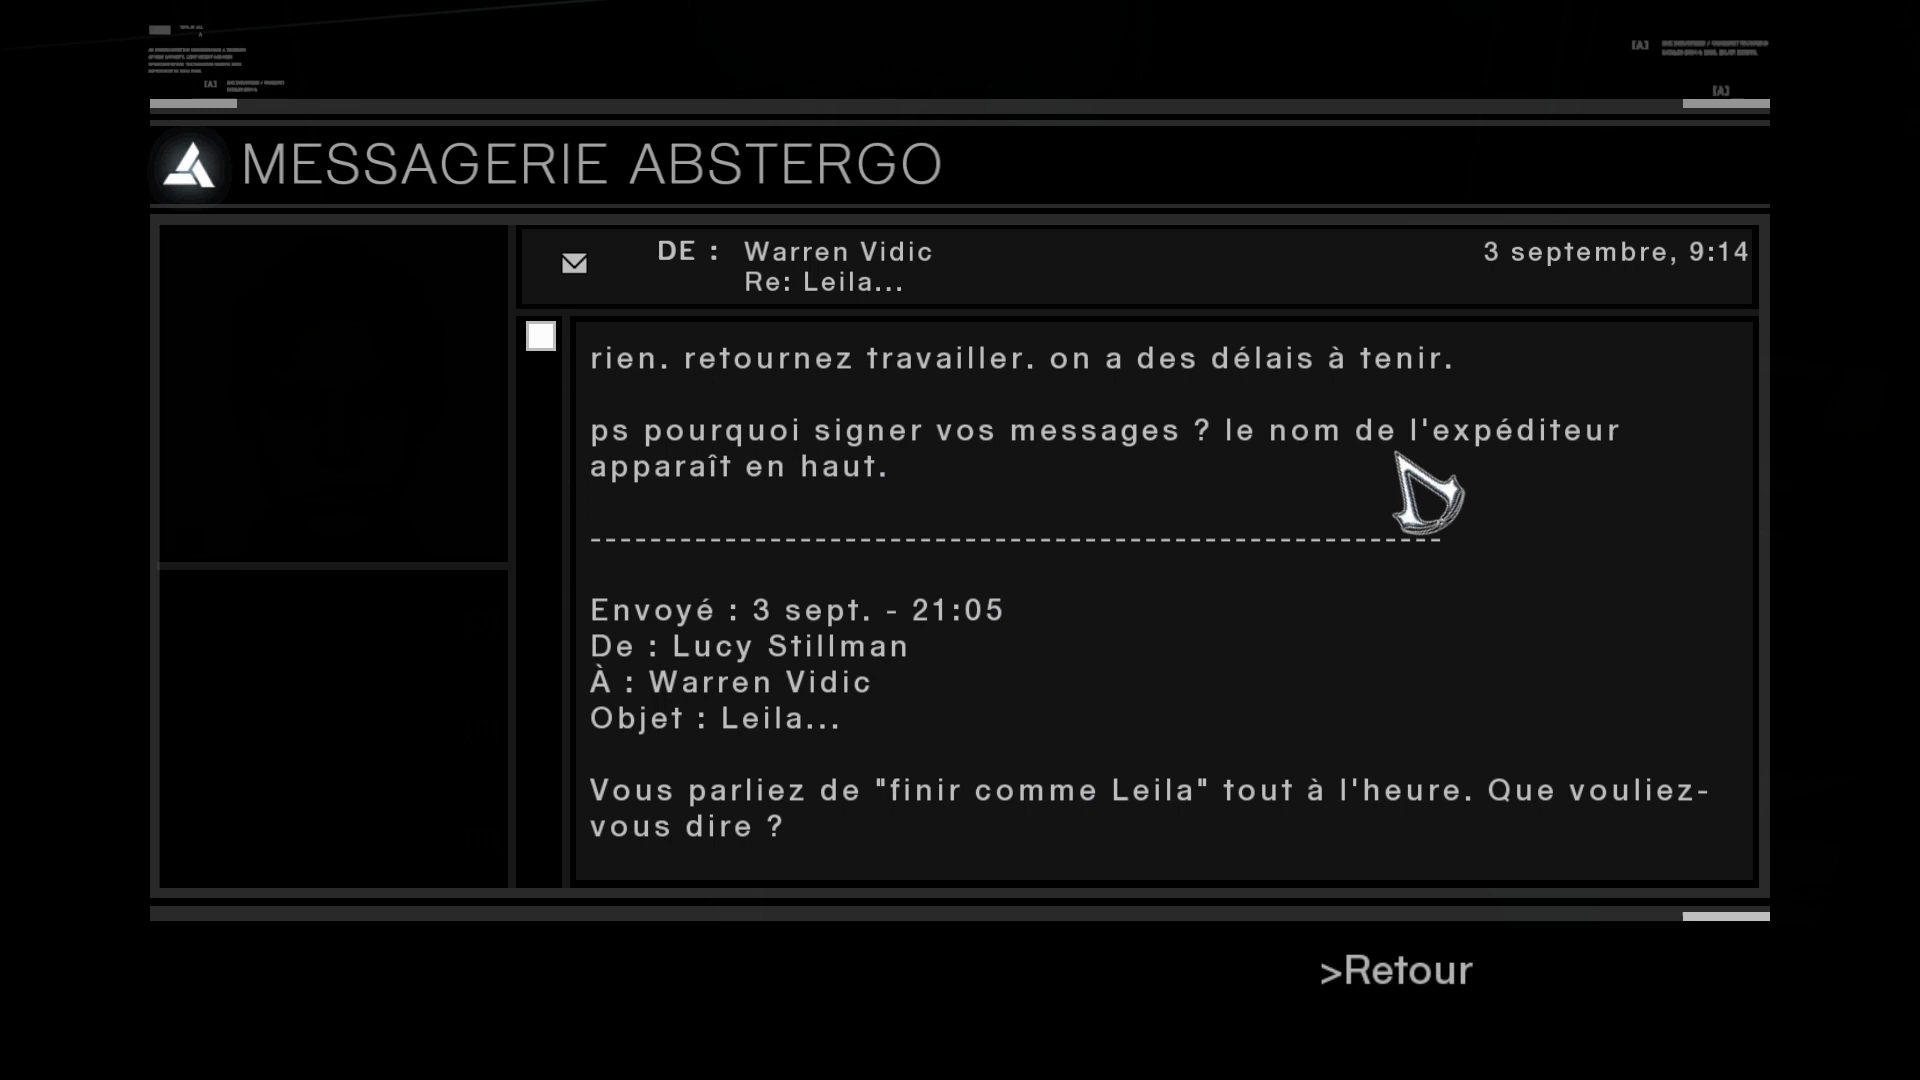 [A]
[A]
[A]
MESSAGERIE ABSTERGO
DE : Warren Vidic
3 septembre, 9:14
Re: Leila...
rien. retournez travailler. on a des délais à tenir.
ps pourquoi signer vos messages ? le nom de l'expéditeur
apparaît en haut.
---------------------------------------------------------
Envoyé : 3 sept. - 21:05
De : Lucy Stillman
À : Warren Vidic
Objet : Leila...
Vous parliez de "finir comme Leila" tout à l'heure. Que vouliez-
vous dire ?
>Retour